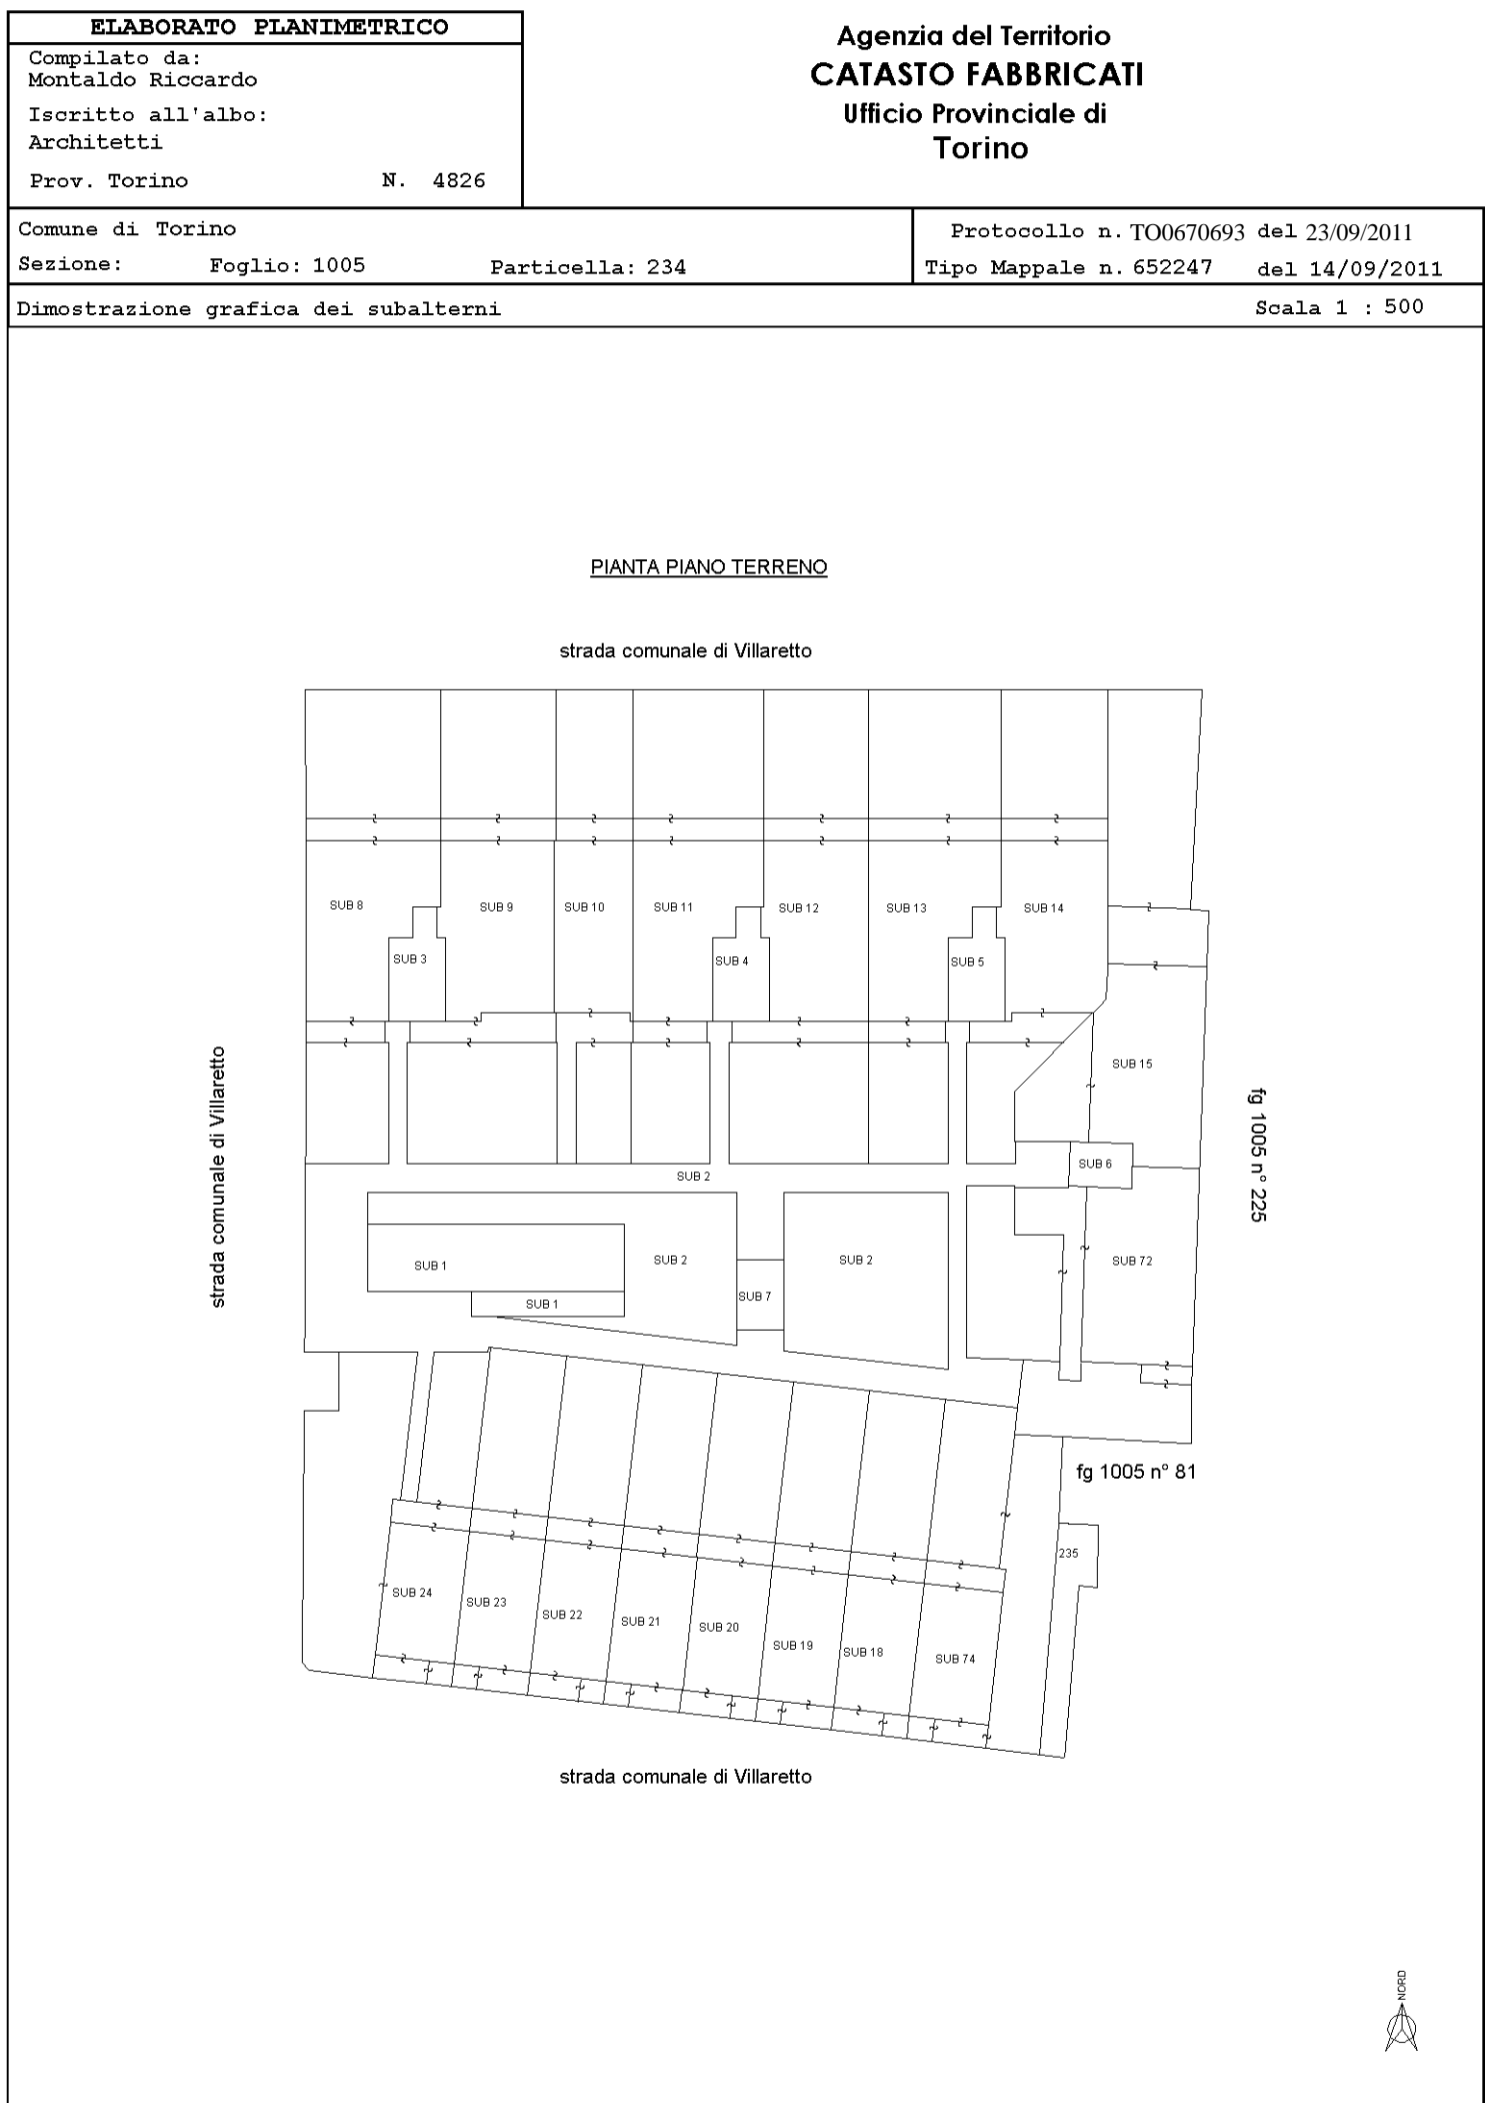 ELABORATO PLANIMETRICO
Compilato da:
Montaldo Riccardo
Iscritto all'albo:
Architetti
Prov. Torino N. 4826
Agenzia del Territorio
CATASTO FABBRICATI
Ufficio Provinciale di
Torino
Comune di Torino
Sezione: Foglio: 1005 Particella: 234
Protocollo n. TO0670693 del 23/09/2011
Tipo Mappale n. 652247 del 14/09/2011
Dimostrazione grafica dei subalterni Scala 1 : 500
PIANTA PIANO TERRENO
strada comunale di Villaretto
SUB 8
SUB 9
SUB 10
SUB 11
SUB 12
SUB 13
SUB 14
SUB 3
SUB 4
SUB 5
SUB 15
strada comunale di Villaretto
fg 1005 n° 225
SUB 6
SUB 2
SUB 1
SUB 2
SUB 2
SUB 72
SUB 7
SUB 1
fg 1005 n° 81
235
SUB 24
SUB 23
SUB 22
SUB 21
SUB 20
SUB 19
SUB 18
SUB 74
strada comunale di Villaretto
NORD